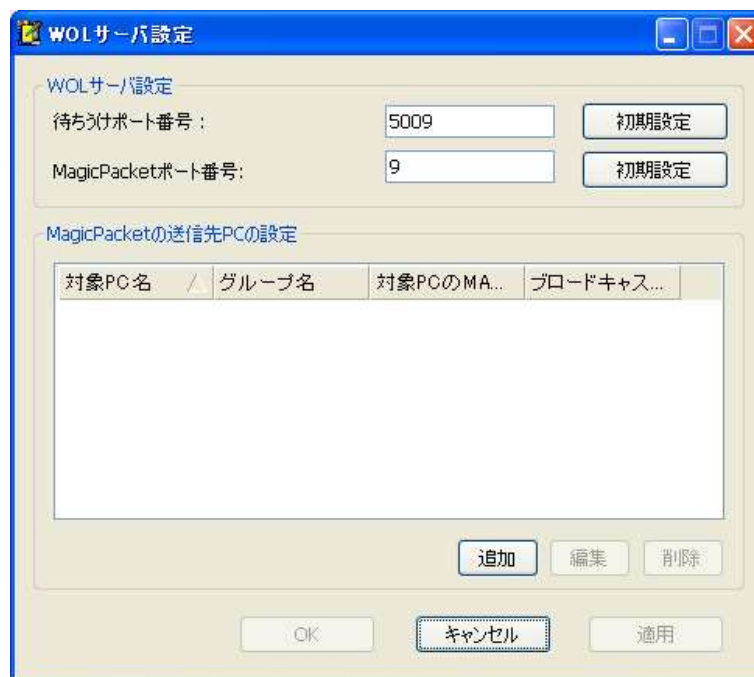 WOLサーバ設定
WOLサーバ設定
待ちうけポート番号： 5009 初期設定
MagicPacketポート番号: 9 初期設定
MagicPacketの送信先PCの設定
対象PC名 グループ名 対象PCのMA... ブロードキャス...
追加 編集 削除
OK キャンセル 適用